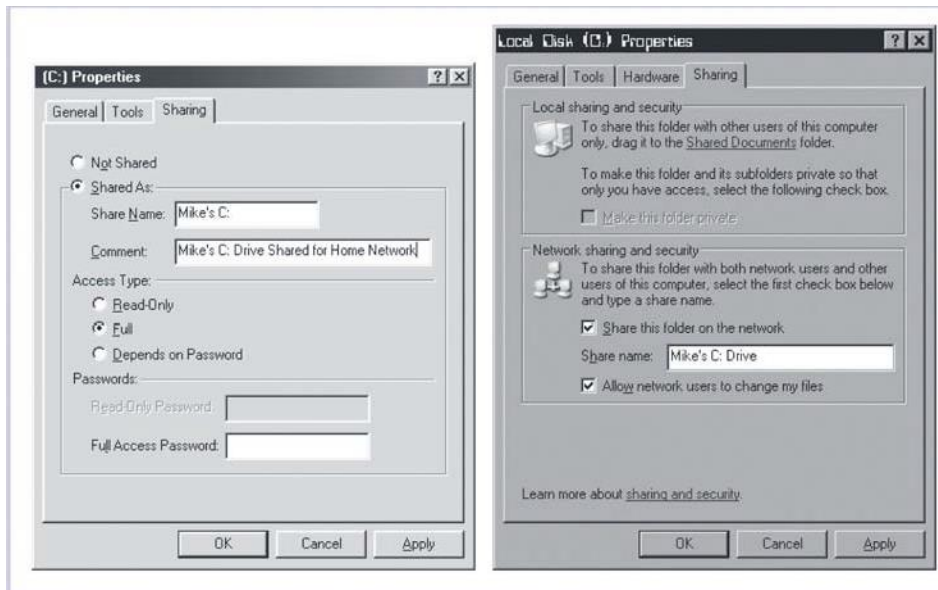 (C:) Properties
General
Tools
Sharing
Not Shared
Shared As:
Share Name: Mike's C:
Comment: Mike's C: Drive Shared for Home Network
Access Type:
Read-Only
Full
Depends on Password
Passwords:
Read-Only Password:
Full Access Password:
OK
Cancel
Apply
Local Disk (C:) Properties
General
Tools
Hardware
Sharing
Local sharing and security
To share this folder with other users of this computer
only, drag it to the Shared Documents folder.
To make this folder and its subfolders private so that
only you have access, select the following check box.
Make this folder private
Network sharing and security
To share this folder with both network users and other
users of this computer, select the first check box below
and type a share name.
Share this folder on the network
Share name: Mike's C: Drive
Allow network users to change my files
Learn more about sharing and security.
OK
Cancel
Apply